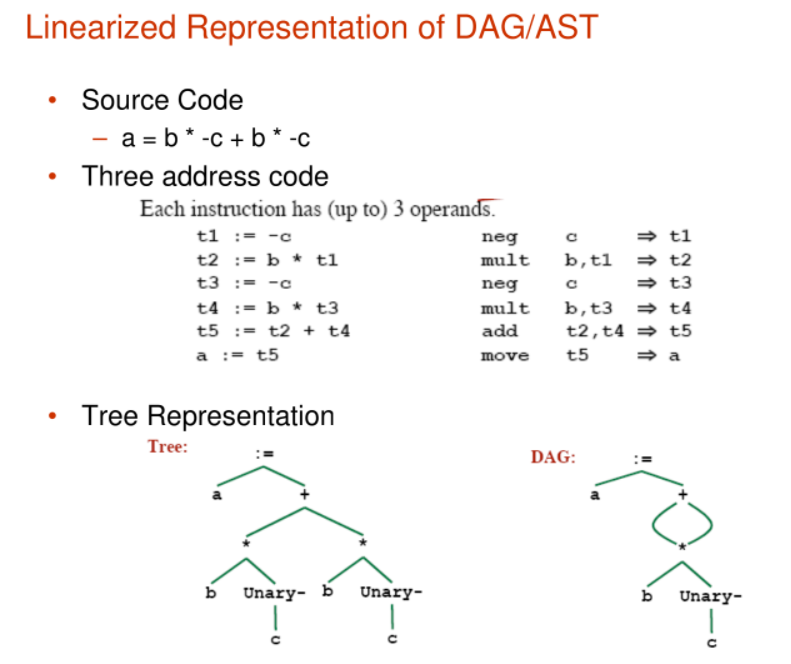 Linearized Representation of DAG/AST
• Source Code
– a = b * -c + b * -c
• Three address code
Each instruction has (up to) 3 operands.
t1 := -c neg c ⇒ t1
t2 := b * t1 mult b,t1 ⇒ t2
t3 := -c neg c ⇒ t3
t4 := b * t3 mult b,t3 ⇒ t4
t5 := t2 + t4 add t2,t4 ⇒ t5
a := t5 move t5 ⇒ a
• Tree Representation
Tree: := DAG: :=
a + a +
* * *
b Unary- b Unary- b Unary-
c c c